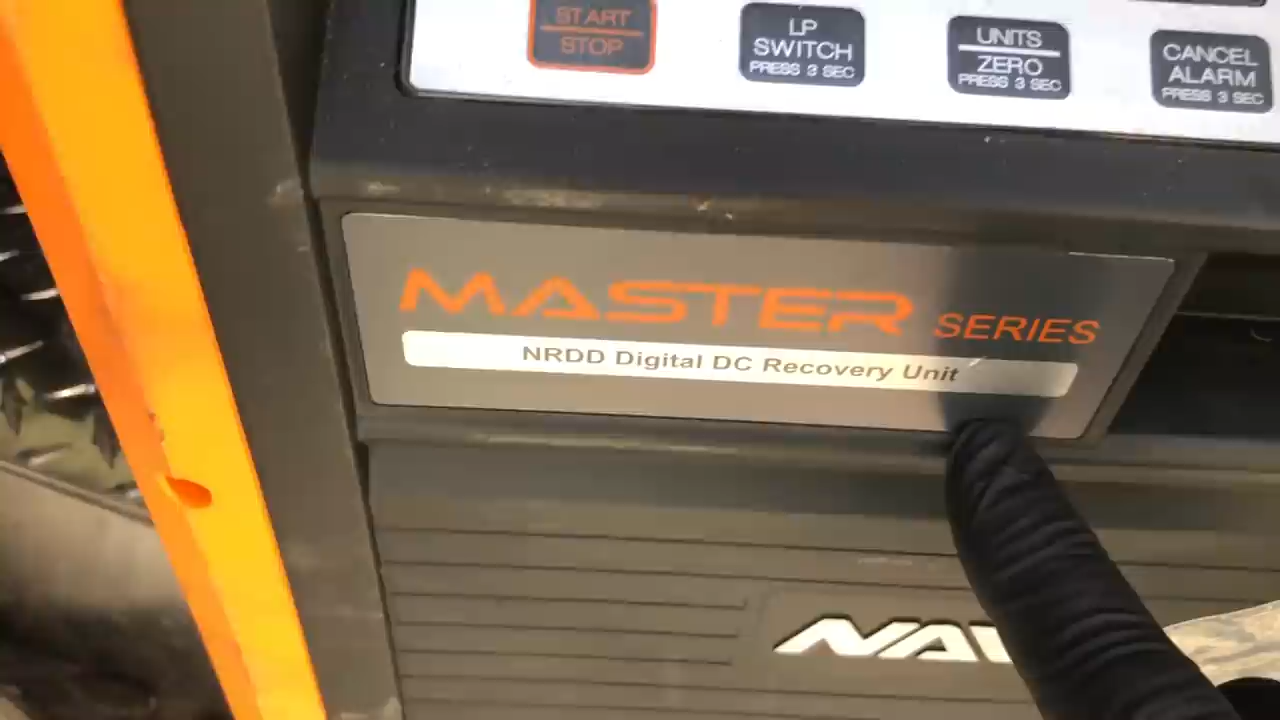 START
STOP
LP
SWITCH
PRESS 3 SEC
UNITS
ZERO
PRESS 3 SEC
CANCEL
ALARM
PRESS 3 SEC
MASTER SERIES
NRDD Digital DC Recovery Unit
NAV